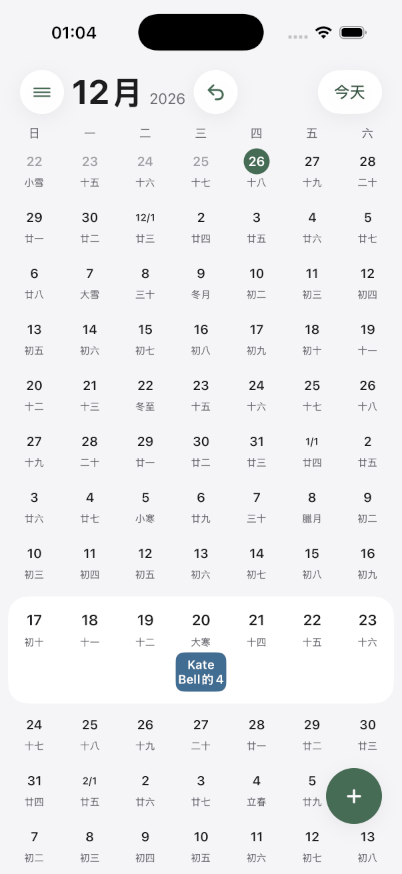 01:04
12月 2026 今天
日 一 二 三 四 五 六
22 23 24 25 26 27 28
小雪 十五 十六 十七 十八 十九 二十
29 30 12/1 2 3 4 5
廿一 廿二 廿三 廿四 廿五 廿六 廿七
6 7 8 9 10 11 12
廿八 大雪 三十 冬月 初二 初三 初四
13 14 15 16 17 18 19
初五 初六 初七 初八 初九 初十 十一
20 21 22 23 24 25 26
十二 十三 冬至 十五 十六 十七 十八
27 28 29 30 31 1/1 2
十九 二十 廿一 廿二 廿三 廿四 廿五
3 4 5 6 7 8 9
廿六 廿七 小寒 廿九 三十 臘月 初二
10 11 12 13 14 15 16
初三 初四 初五 初六 初七 初八 初九
17 18 19 20 21 22 23
初十 十一 十二 大寒 十四 十五 十六
Kate
Bell的 4
24 25 26 27 28 29 30
十七 十八 十九 二十 廿一 廿二 廿三
31 2/1 2 3 4 5
廿四 廿五 廿六 廿七 立春 廿九
7 8 9 10 11 12 13
初二 初三 初四 初五 初六 初七 初八